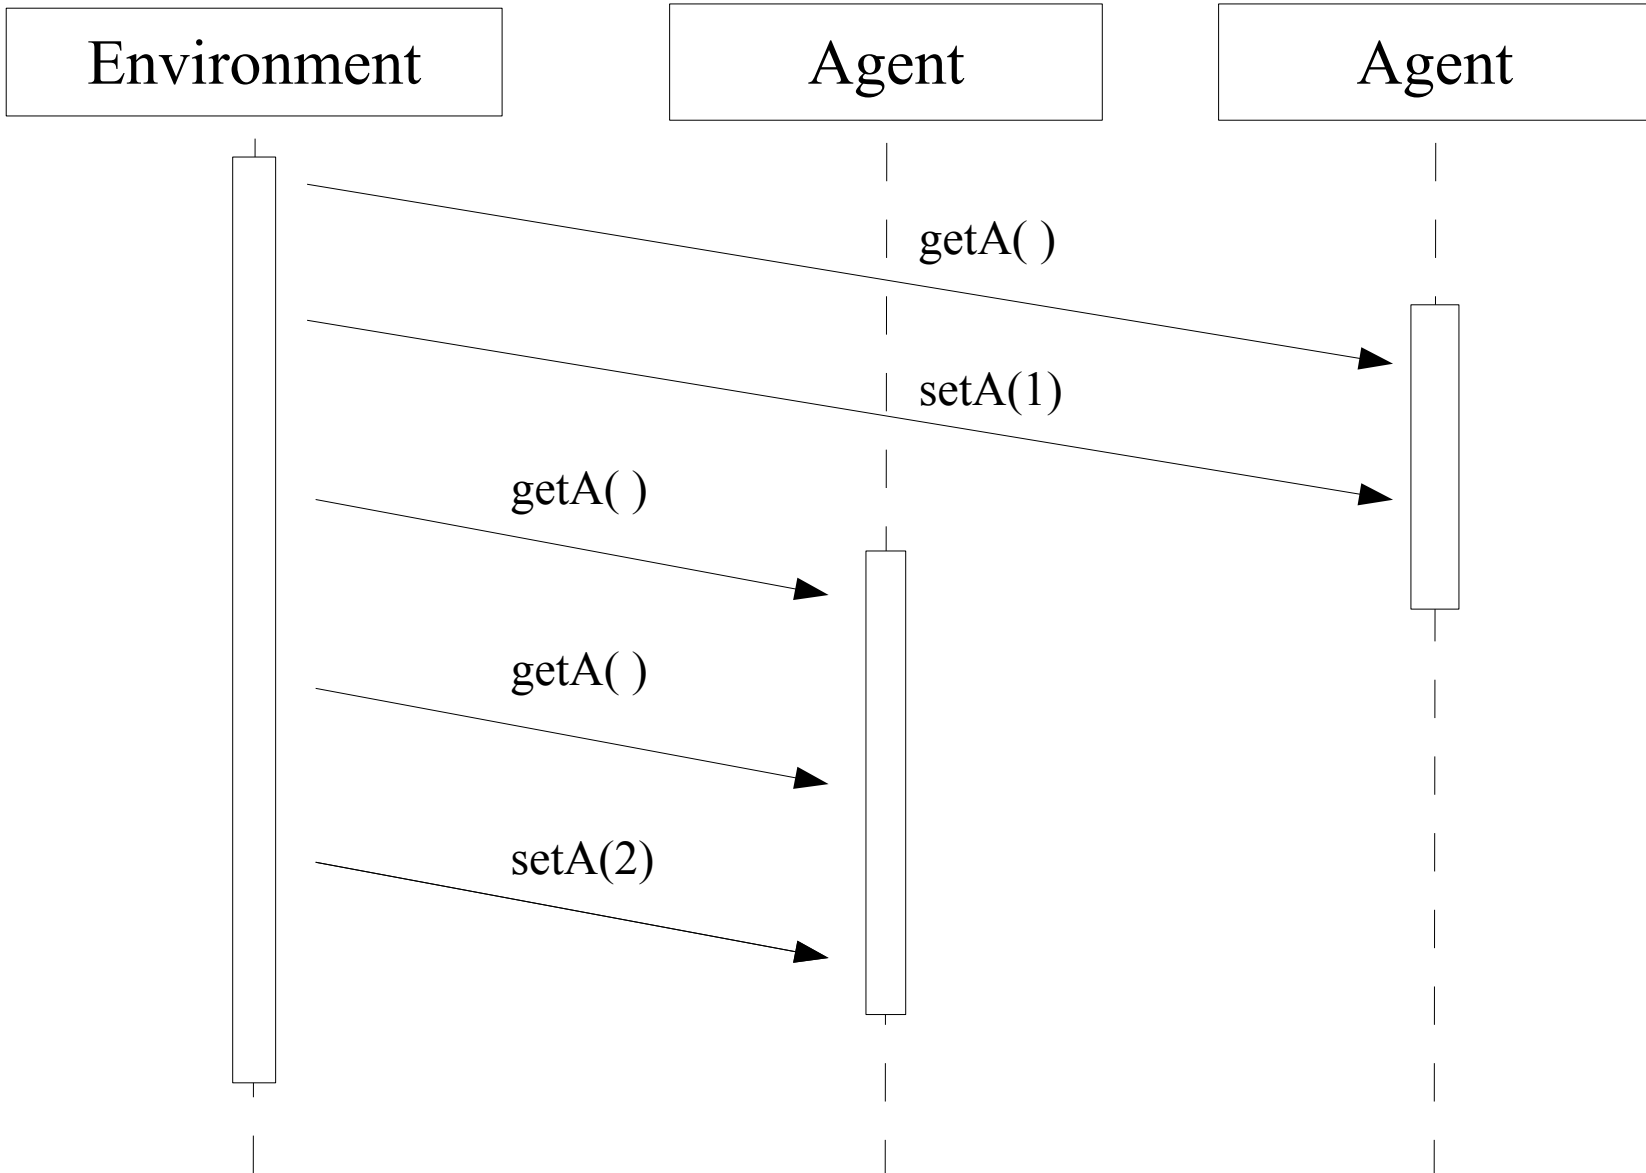 Environment
Agent
Agent
getA( )
setA(1)
getA( )
getA( )
setA(2)